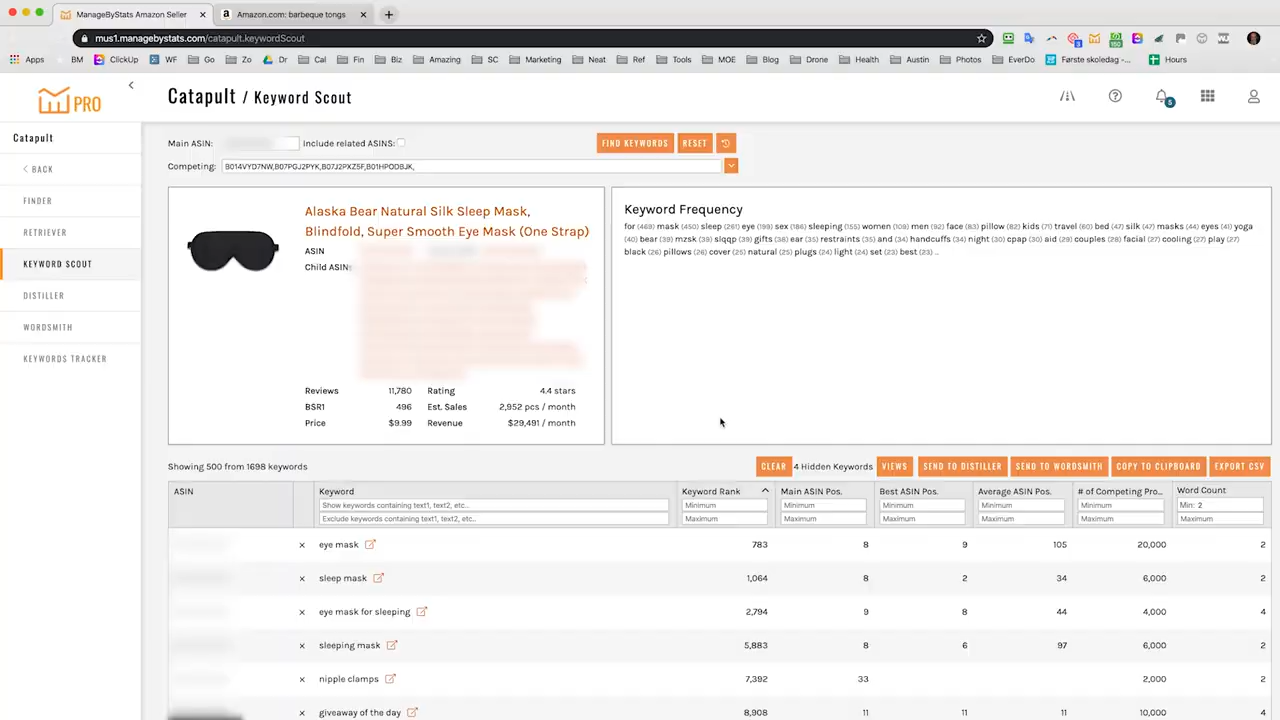 ManageByStats Amazon Seller
Amazon.com: barbeque tongs
mus1.managebystats.com/catapult.keywordScout
Apps BM ClickUp WF Go Zo Dr Cal Fin Biz Amazing SC Marketing Neat Ref Tools MOE Blog Drone Health Austin Photos EverDo Første skoledag -... Hours
PRO
Catapult / Keyword Scout
5
Catapult
< BACK
FINDER
RETRIEVER
KEYWORD SCOUT
DISTILLER
WORDSMITH
KEYWORDS TRACKER
Main ASIN: Include related ASINS: FIND KEYWORDS RESET
Competing: B014VYD7NW,B07PGJ2PYK,B07J2PXZ5F,B01HPODBJK,
Alaska Bear Natural Silk Sleep Mask,
Blindfold, Super Smooth Eye Mask (One Strap)
ASIN
Child ASINs
Reviews 11,780 Rating 4.4 stars
BSR1 496 Est. Sales 2,952 pcs / month
Price $9.99 Revenue $29,491 / month
Keyword Frequency
for (469) mask (450) sleep (261) eye (199) sex (186) sleeping (155) women (109) men (92) face (83) pillow (82) kids (71) travel (60) bed (47) silk (47) masks (44) eyes (41) yoga
(40) bear (39) mzsk (39) slqqp (39) gifts (38) ear (35) restraints (35) and (34) handcuffs (34) night (30) cpap (30) aid (29) couples (28) facial (27) cooling (27) play (27)
black (26) pillows (26) cover (25) natural (25) plugs (24) light (24) set (23) best (23) ...
Showing 500 from 1698 keywords
CLEAR 4 Hidden Keywords VIEWS SEND TO DISTILLER SEND TO WORDSMITH COPY TO CLIPBOARD EXPORT CSV
ASIN Keyword Keyword Rank Main ASIN Pos. Best ASIN Pos. Average ASIN Pos. # of Competing Pro... Word Count
Show keywords containing text1, text2, etc.. Minimum Minimum Minimum Minimum Minimum Min: 2
Exclude keywords containing text1, text2, etc.. Maximum Maximum Maximum Maximum Maximum Maximum
× eye mask 783 8 9 105 20,000 2
× sleep mask 1,064 8 2 34 6,000 2
× eye mask for sleeping 2,794 9 8 44 4,000 4
× sleeping mask 5,883 8 6 97 6,000 2
× nipple clamps 7,392 33 2,000 2
× giveaway of the day 8,908 11 11 11 10,000 4